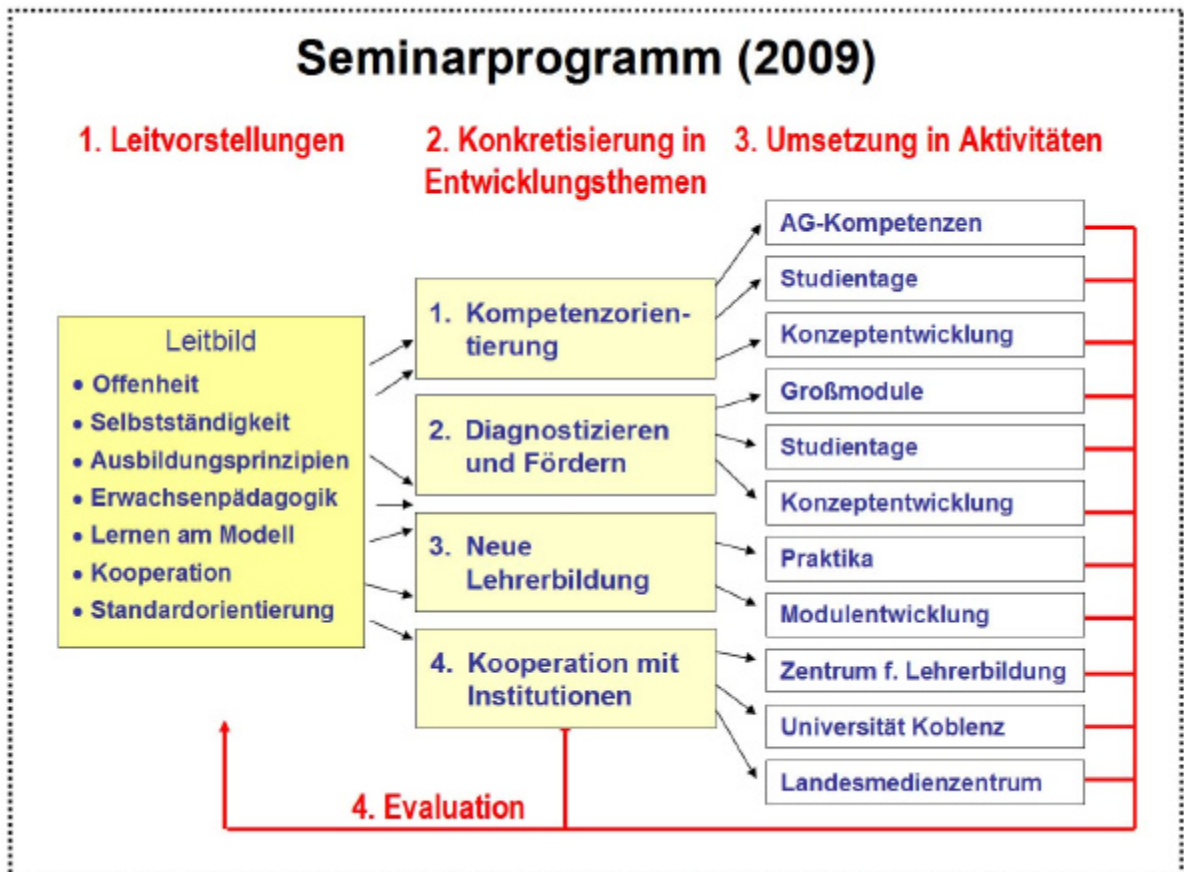 Seminarprogramm (2009)
1. Leitvorstellungen
2. Konkretisierung in
Entwicklungsthemen
3. Umsetzung in Aktivitäten
Leitbild
• Offenheit
• Selbstständigkeit
• Ausbildungsprinzipien
• Erwachsenpädagogik
• Lernen am Modell
• Kooperation
• Standardorientierung
1. Kompetenzorien-
tierung
2. Diagnostizieren
und Fördern
3. Neue
Lehrerbildung
4. Kooperation mit
Institutionen
AG-Kompetenzen
Studientage
Konzeptentwicklung
Großmodule
Studientage
Konzeptentwicklung
Praktika
Modulentwicklung
Zentrum f. Lehrerbildung
Universität Koblenz
Landesmedienzentrum
4. Evaluation